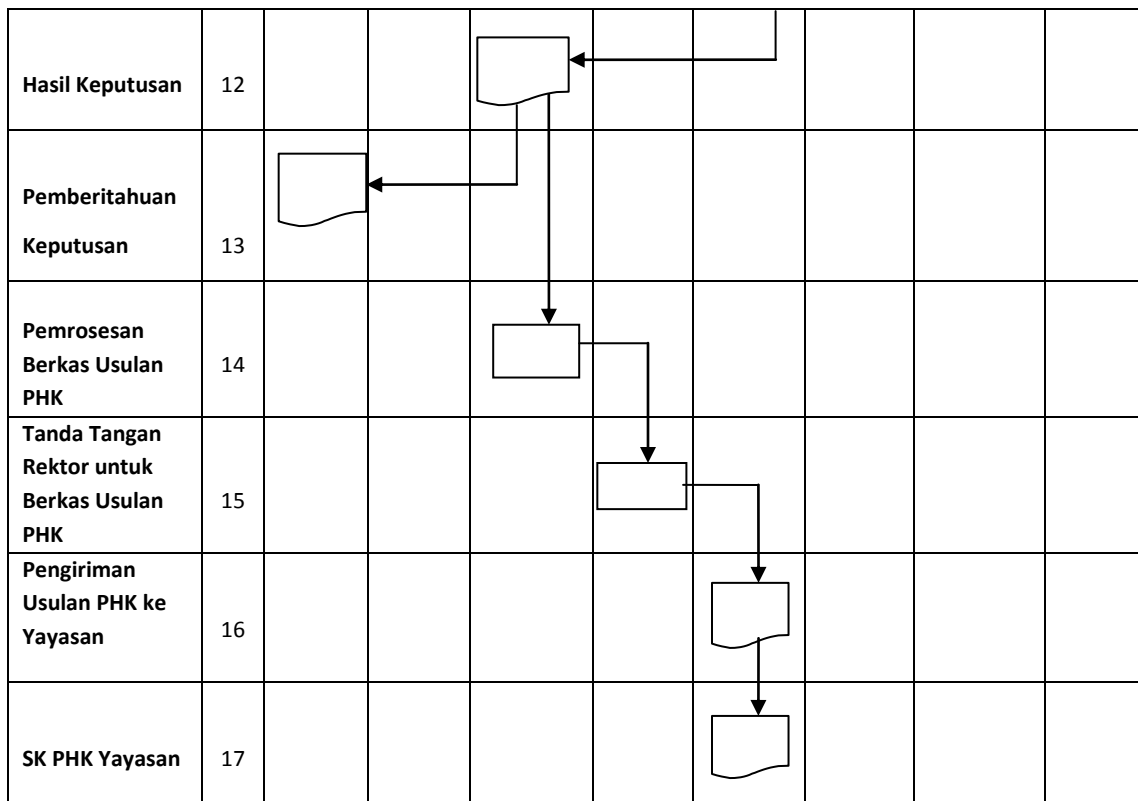 Hasil Keputusan 12
Pemberitahuan
Keputusan 13
Pemrosesan
Berkas Usulan 14
PHK
Tanda Tangan
Rektor untuk
Berkas Usulan 15
PHK
Pengiriman
Usulan PHK ke
Yayasan 16
SK PHK Yayasan 17